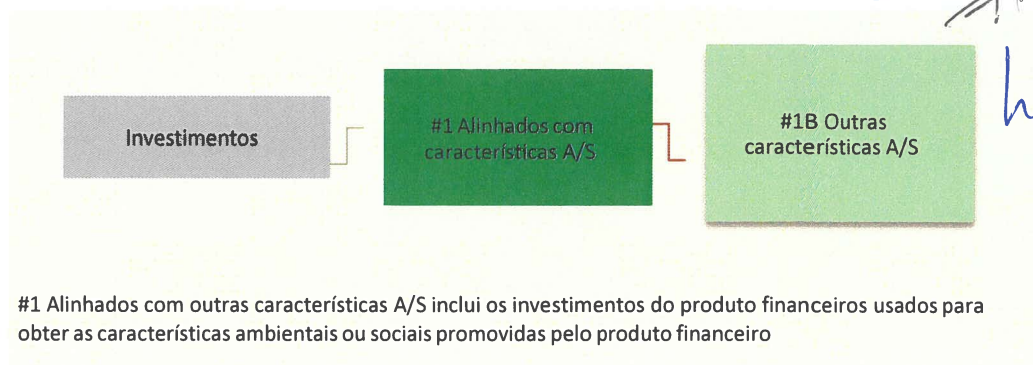 Investimentos
#1 Alinhados com
características A/S
#1B Outras
características A/S
#1 Alinhados com outras características A/S inclui os investimentos do produto financeiros usados para
obter as características ambientais ou sociais promovidas pelo produto financeiro